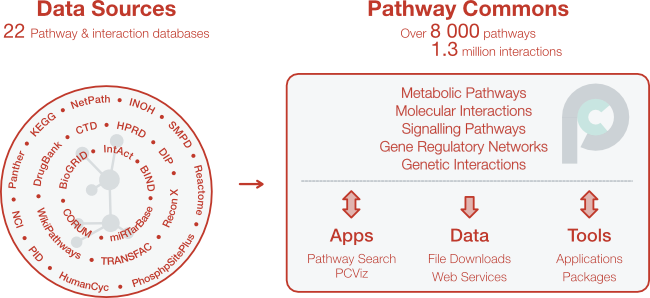 Data Sources
22 Pathway & interaction databases
Pathway Commons
Over 8 000 pathways
1.3 million interactions
NetPath • INOH • SMPD • Reactome • PhosphpSitePlus • HumanCyc • PID • NCI • Panther • KEGG
CTD • HPRD • DIP • Recon X • TRANSFAC • WikiPathways • DrugBank
IntAct • BIND • miRTarBase • CORUM • BioGRID
Metabolic Pathways
Molecular Interactions
Signalling Pathways
Gene Regulatory Networks
Genetic Interactions
Apps
Pathway Search
PCViz
Data
File Downloads
Web Services
Tools
Applications
Packages